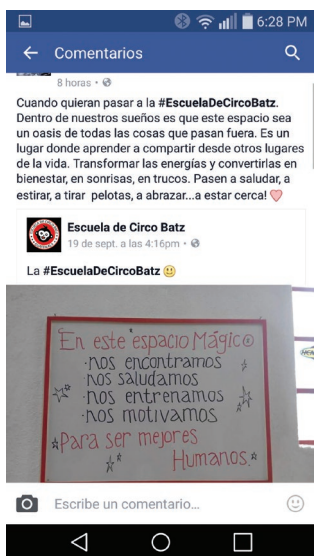 6:28 PM
Comentarios
8 horas
Cuando quieran pasar a la #EscuelaDeCircoBatz.
Dentro de nuestros sueños es que este espacio sea
un oasis de todas las cosas que pasan fuera. Es un
lugar donde aprender a compartir desde otros lugares
de la vida. Transformar las energías y convertirlas en
bienestar, en sonrisas, en trucos. Pasen a saludar, a
estirar, a tirar pelotas, a abrazar...a estar cerca!
Escuela de Circo Batz
19 de sept. a las 4:16pm
La #EscuelaDeCircoBatz
En este espacio Mágico
·nos encontramos
·nos saludamos
·nos entrenamos
·nos motivamos
Para ser mejores
Humanos.
Escribe un comentario...